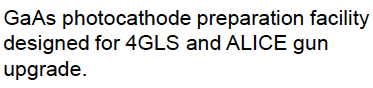 GaAs photocathode preparation facility
designed for 4GLS and ALICE gun
upgrade.